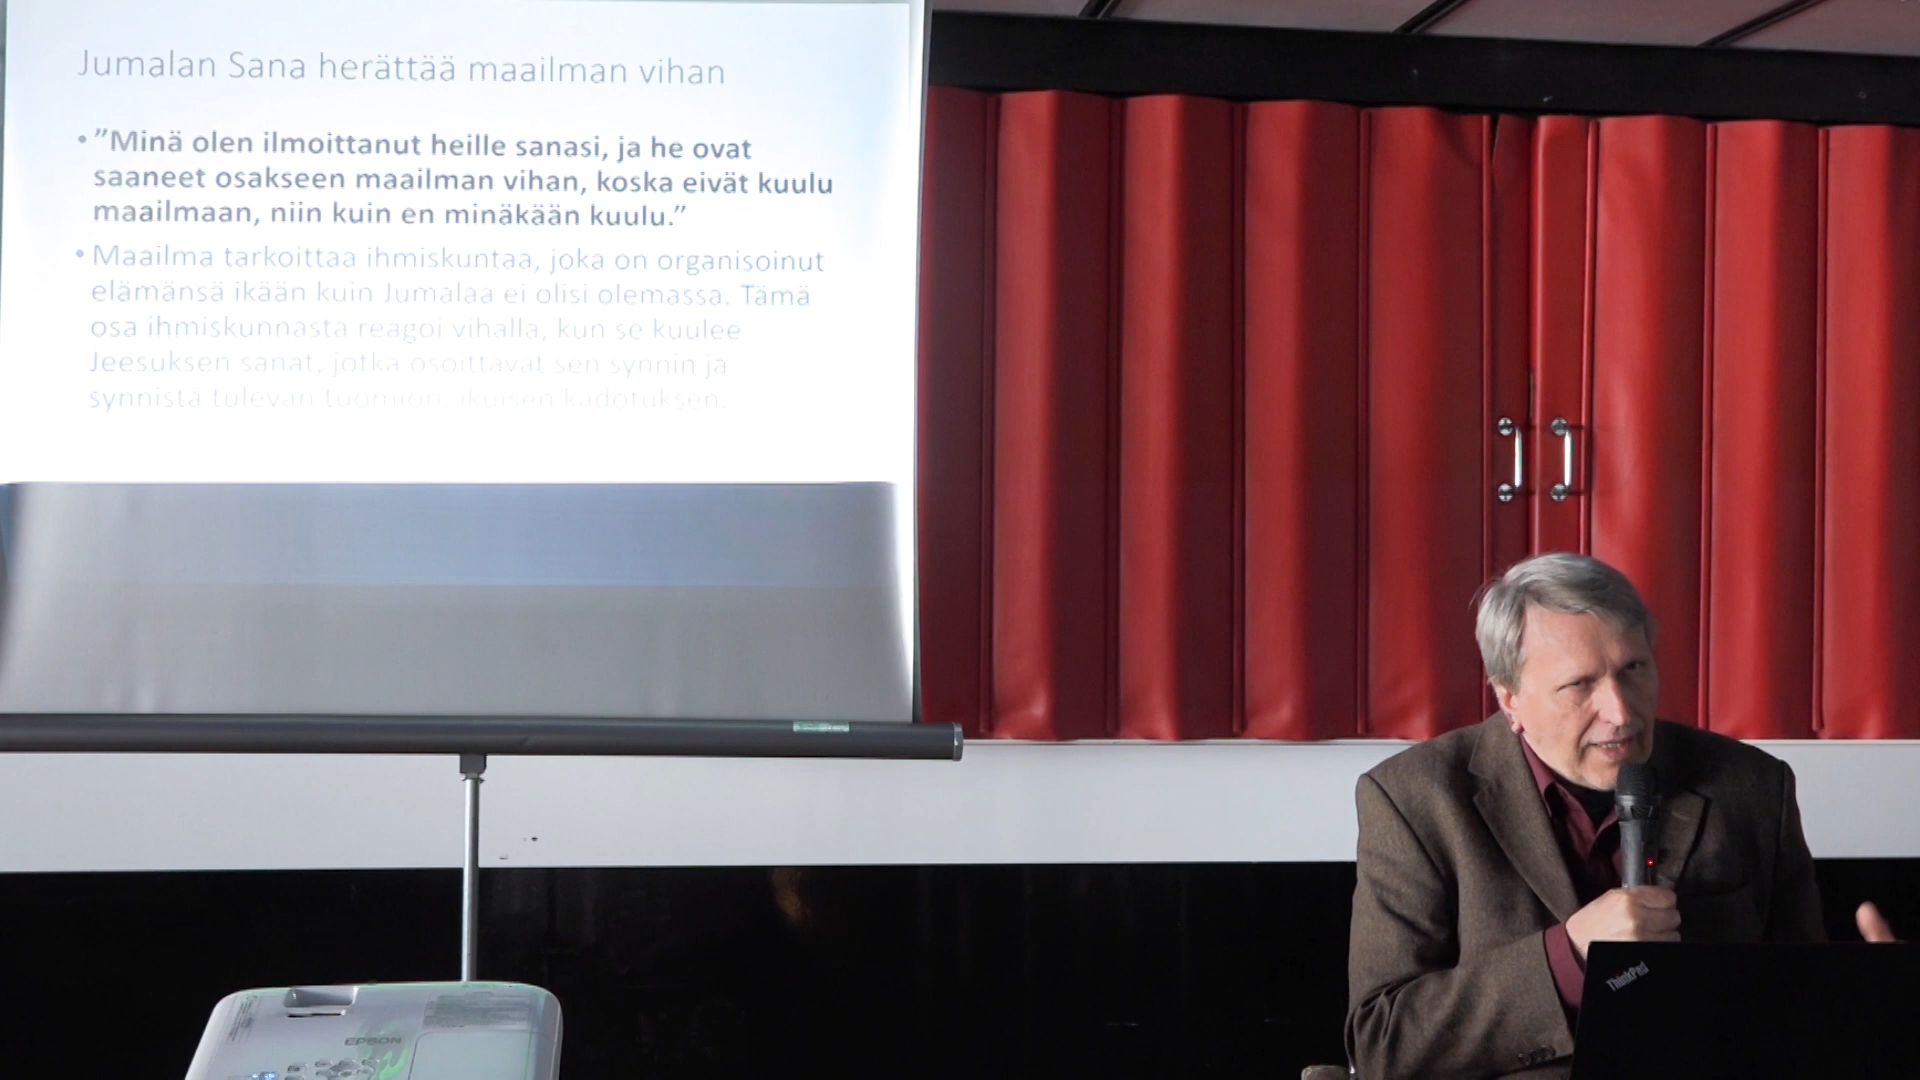 Jumalan Sana herättää maailman vihan
• ”Minä olen ilmoittanut heille sanasi, ja he ovat
saaneet osakseen maailman vihan, koska eivät kuulu
maailmaan, niin kuin en minäkään kuulu.”
• Maailma tarkoittaa ihmiskuntaa, joka on organisoinut
elämänsä ikään kuin Jumalaa ei olisi olemassa. Tämä
osa ihmiskunnasta reagoi vihalla, kun se kuulee
Jeesuksen sanat, jotka osoittavat sen synnin ja
synnistä tulevan tuomion, ikuisen kadotuksen.
ThinkPad
EPSON